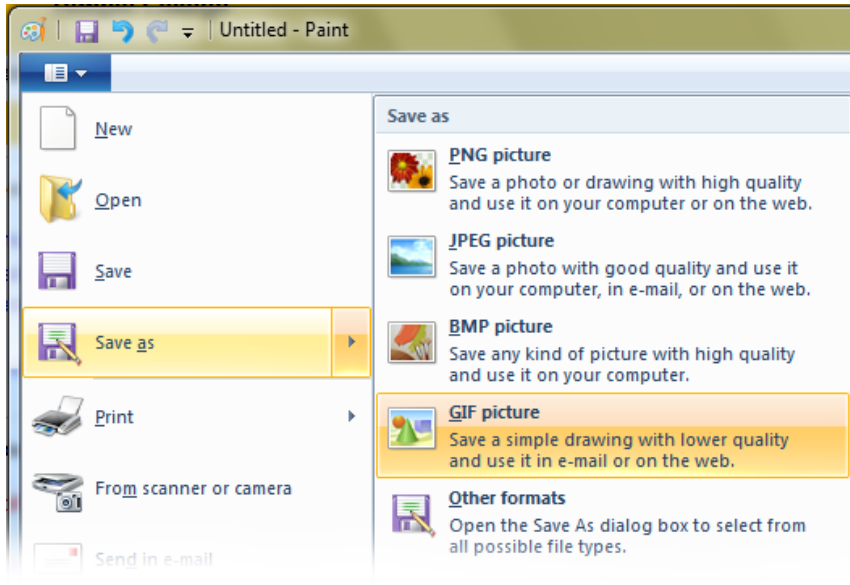 Untitled - Paint
New
Open
Save
Save as
Print
From scanner or camera
Send in e-mail
Save as
PNG picture
Save a photo or drawing with high quality
and use it on your computer or on the web.
JPEG picture
Save a photo with good quality and use it
on your computer, in e-mail, or on the web.
BMP picture
Save any kind of picture with high quality
and use it on your computer.
GIF picture
Save a simple drawing with lower quality
and use it in e-mail or on the web.
Other formats
Open the Save As dialog box to select from
all possible file types.